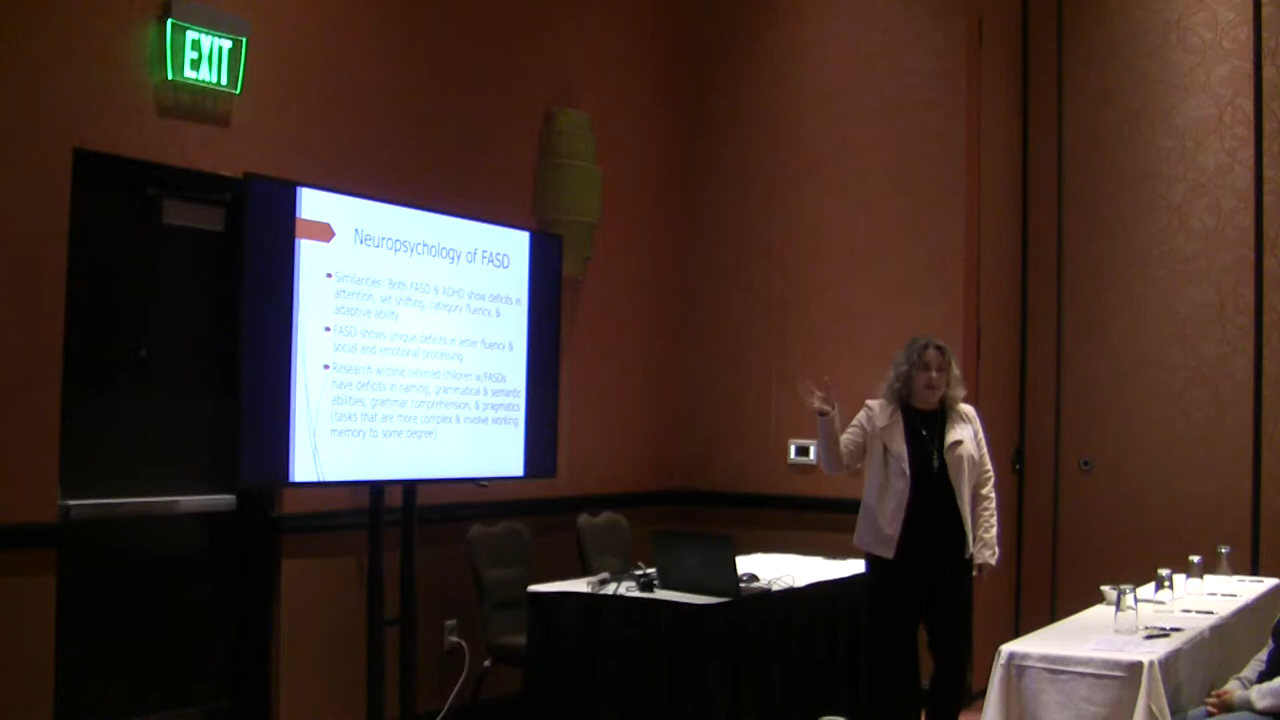 EXIT
Neuropsychology of FASD
Similarities: Both FASD & ADHD show deficits in
attention, set shifting, category fluency, &
adaptive ability
FASD shows unique deficits in letter fluency &
social and emotional processing
Research w/clinic referred children w/FASDs
have deficits in naming, grammatical & semantic
abilities, grammar comprehension, & pragmatics
(tasks that are more complex & involve working
memory to some degree)